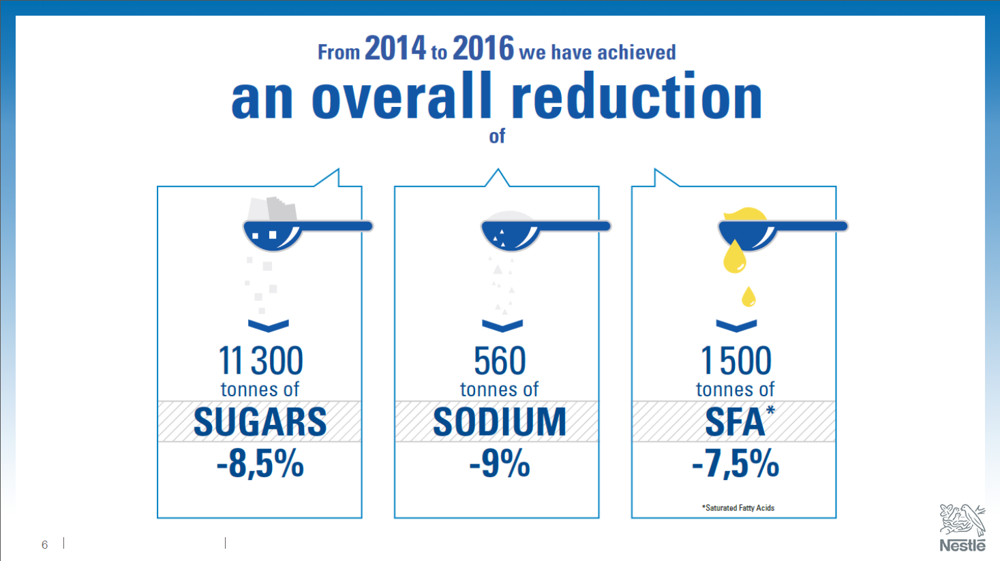 From 2014 to 2016 we have achieved
an overall reduction
of
11 300
tonnes of
SUGARS
-8,5%
560
tonnes of
SODIUM
-9%
1 500
tonnes of
SFA*
-7,5%
*Saturated Fatty Acids
6
Nestlé